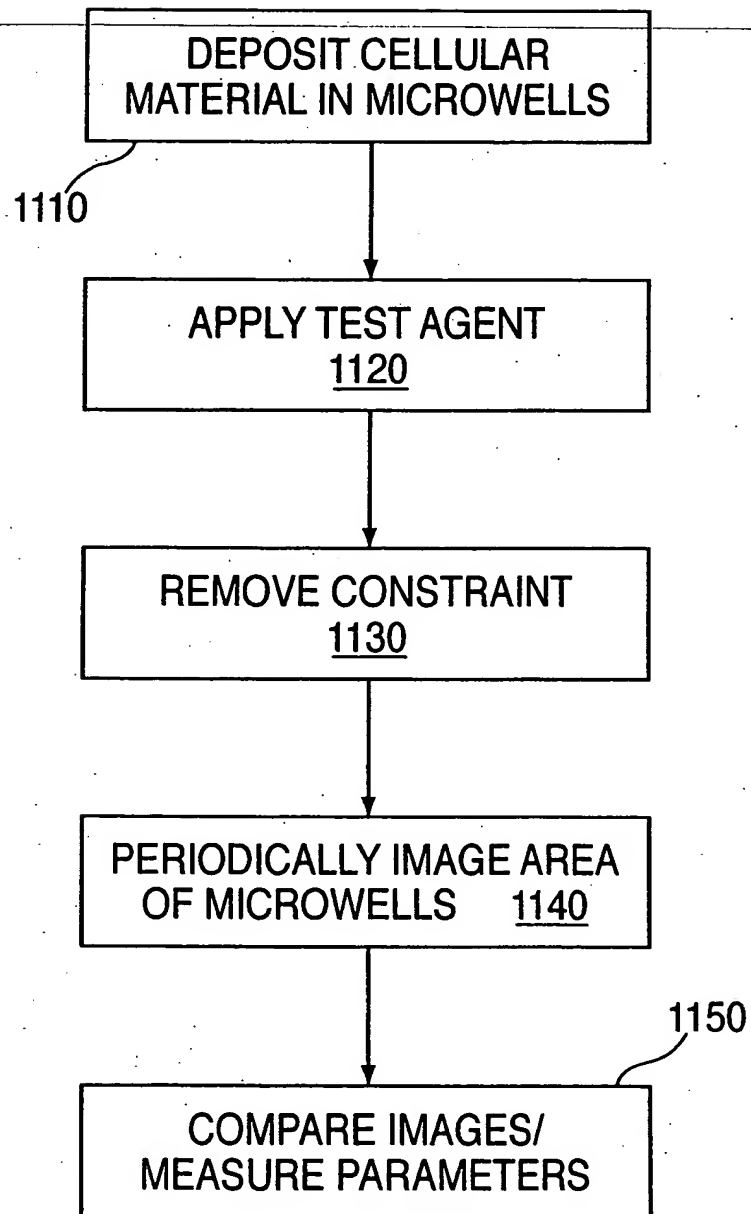 DEPOSIT CELLULAR
MATERIAL IN MICROWELLS
1110
APPLY TEST AGENT
1120
REMOVE CONSTRAINT
1130
PERIODICALLY IMAGE AREA
OF MICROWELLS 1140
1150
COMPARE IMAGES/
MEASURE PARAMETERS